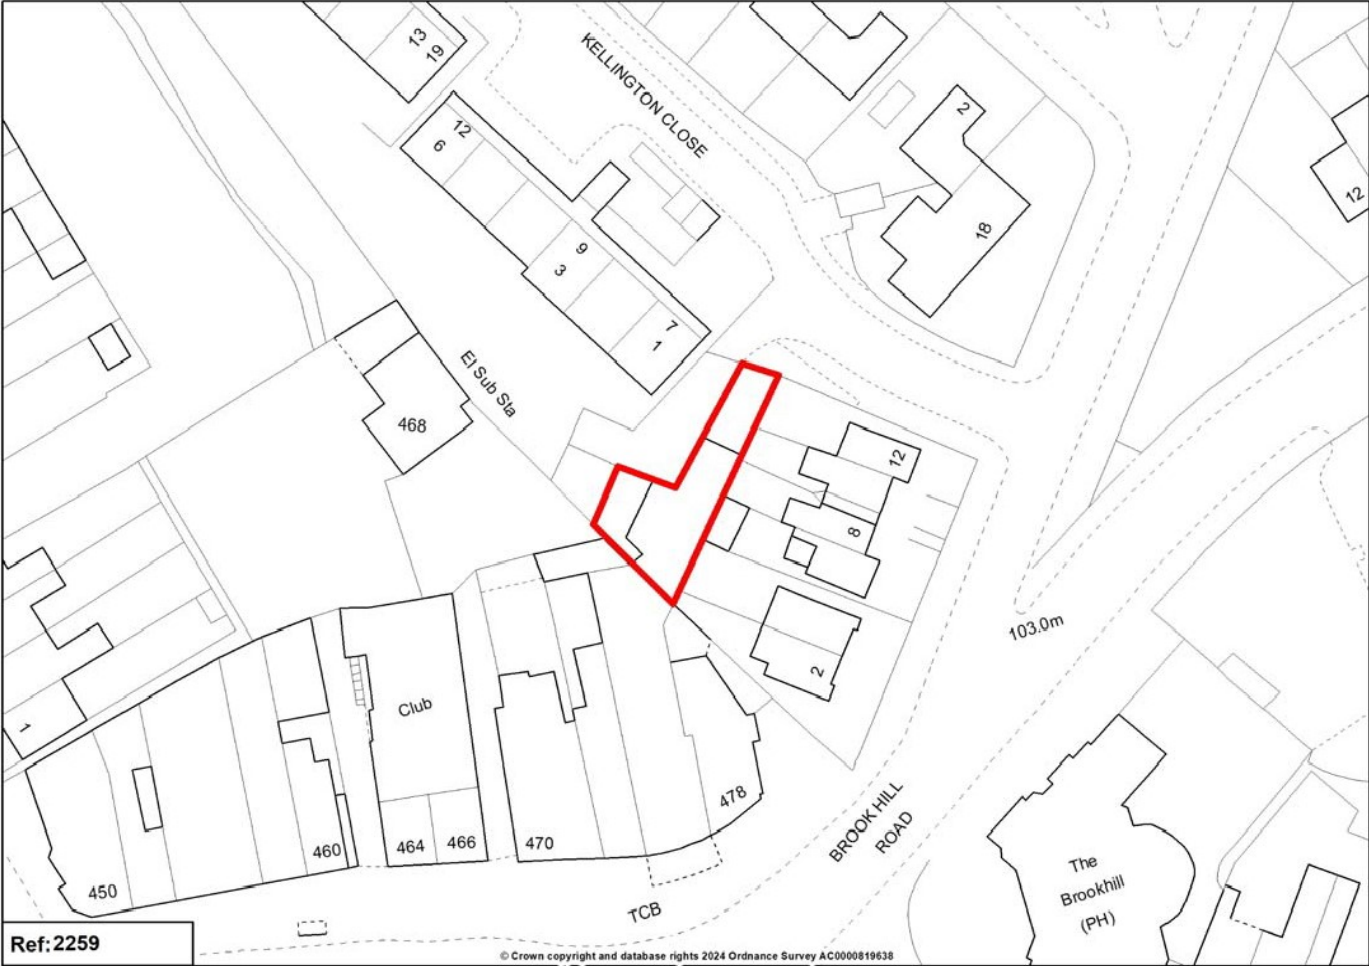 13
19
KELLINGTON CLOSE
2
12
6
12
18
9
3
7
1
El Sub Sta
468
12
8
103.0m
2
1
Club
478
BROOK HILL
ROAD
460
464
466
470
450
The
Brookhill
(PH)
TCB
Ref:2259
© Crown copyright and database rights 2024 Ordnance Survey AC0000819638